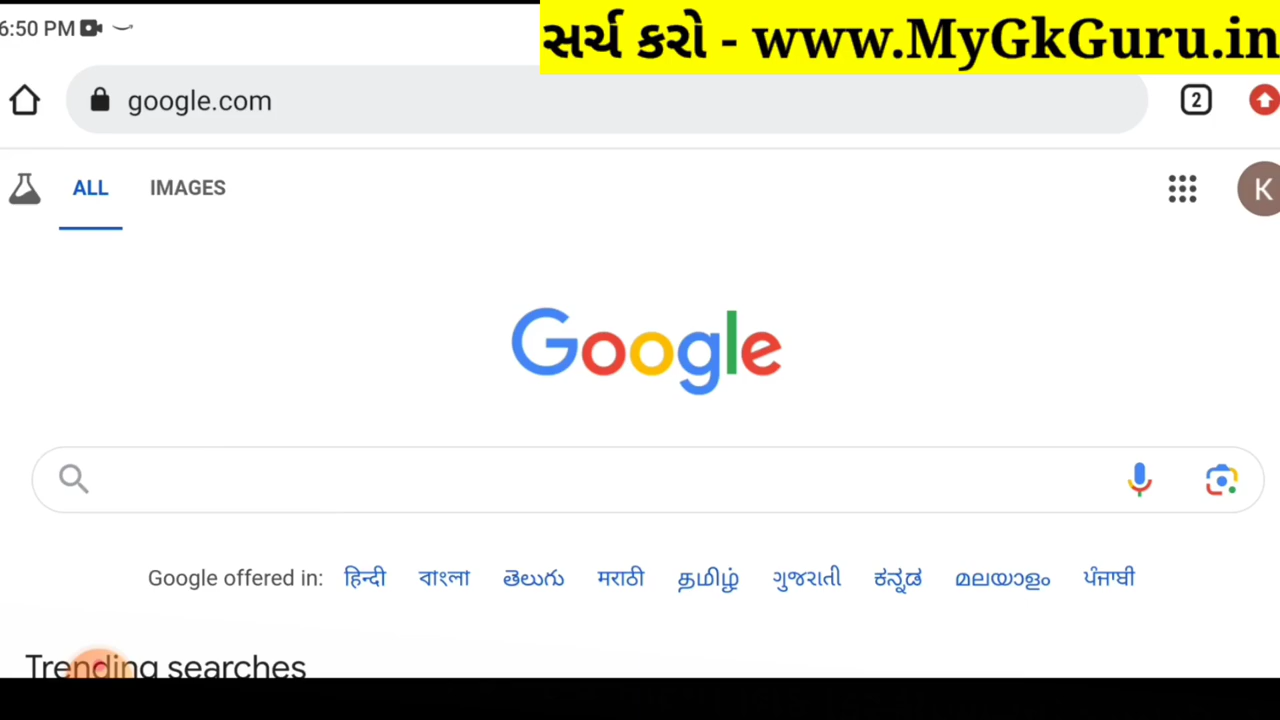 6:50 PM
સર્ચ કરો - www.MyGkGuru.in
google.com
2
ALL IMAGES
K
Google
Google offered in: हिन्दी বাংলা తెలుగు मराठी தமிழ் ગુજરાતી ಕನ್ನಡ മലയാളം ਪੰਜਾਬੀ
Trending searches